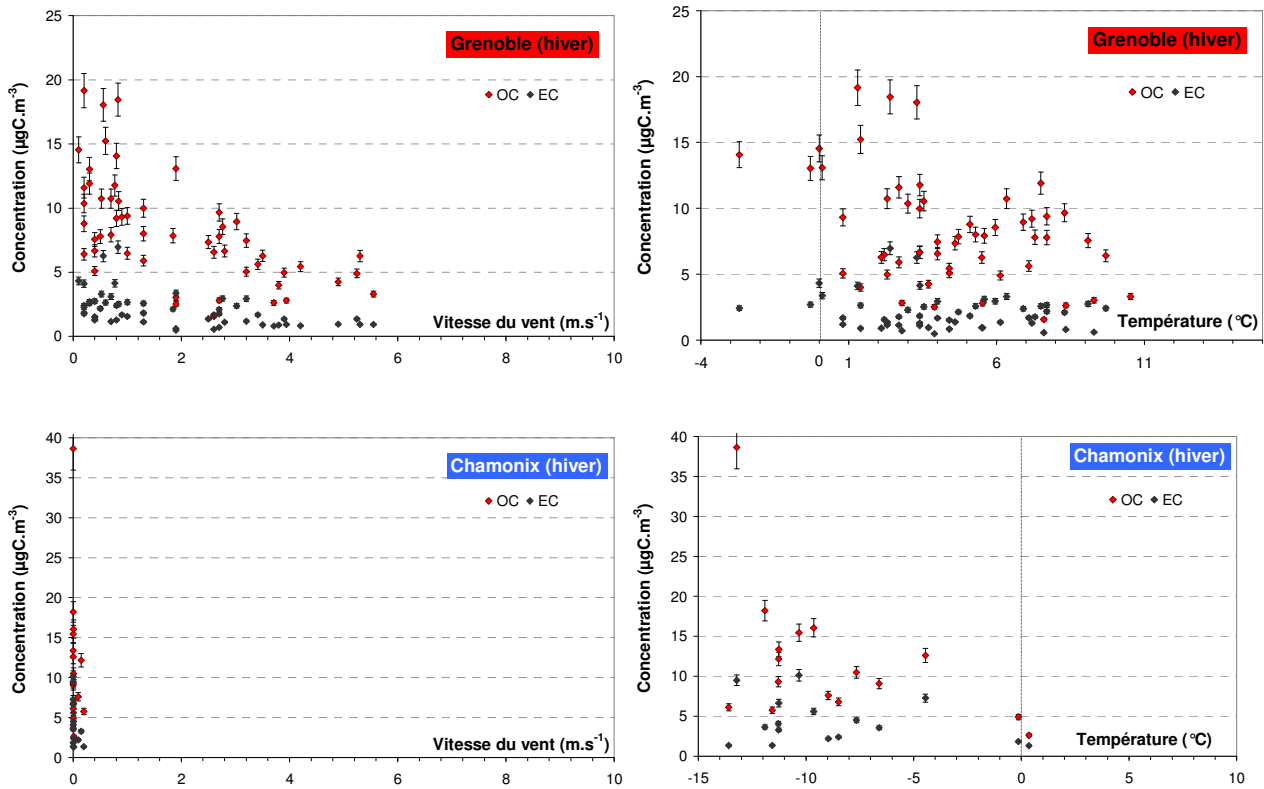 25
20
15
10
5
0
Concentration (µgC.m-3)
Grenoble (hiver)
OC EC
Vitesse du vent (m.s-1)
0 2 4 6 8 10
25
20
15
10
5
0
Concentration (µgC.m-3)
Grenoble (hiver)
OC EC
Température (°C)
-4 0 1 6 11
40
35
30
25
20
15
10
5
0
Concentration (µgC.m-3)
Chamonix (hiver)
OC EC
Vitesse du vent (m.s-1)
0 2 4 6 8 10
40
35
30
25
20
15
10
5
0
Concentration (µgC.m-3)
Chamonix (hiver)
OC EC
Température (°C)
-15 -10 -5 0 5 10